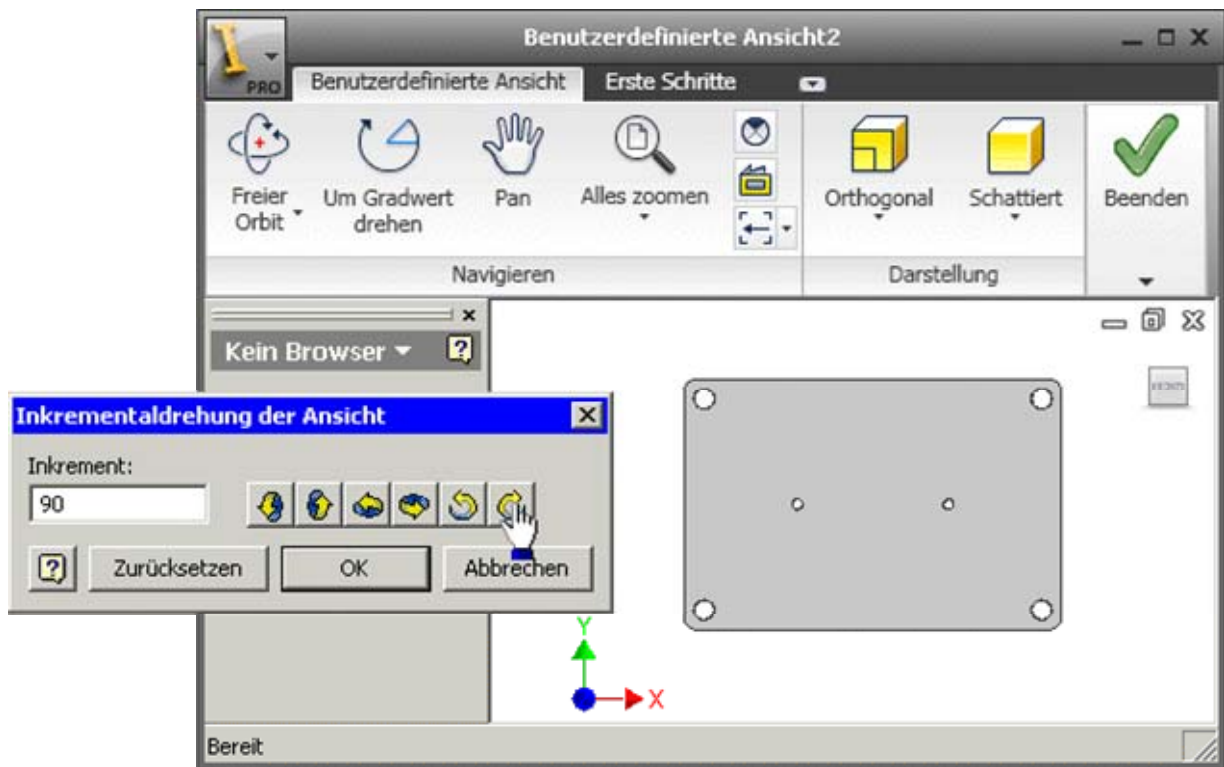 Benutzerdefinierte Ansicht2
PRO
Benutzerdefinierte Ansicht Erste Schritte
Freier Orbit
Um Gradwert drehen
Pan
Alles zoomen
Orthogonal
Schattiert
Beenden
Navigieren
Darstellung
Kein Browser
Inkrementaldrehung der Ansicht
Inkrement:
90
Zurücksetzen
OK
Abbrechen
Y
X
Bereit